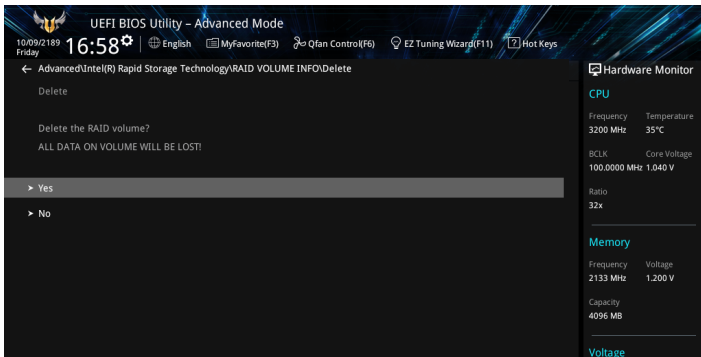 UEFI BIOS Utility – Advanced Mode
10/09/2189
Friday
16:58
English
MyFavorite(F3)
Qfan Control(F6)
EZ Tuning Wizard(F11)
? Hot Keys
← Advanced\Intel(R) Rapid Storage Technology\RAID VOLUME INFO\Delete
Delete
Delete the RAID volume?
ALL DATA ON VOLUME WILL BE LOST!
> Yes
> No
Hardware Monitor
CPU
Frequency Temperature
3200 MHz 35°C
BCLK Core Voltage
100.0000 MHz 1.040 V
Ratio
32x
Memory
Frequency Voltage
2133 MHz 1.200 V
Capacity
4096 MB
Voltage